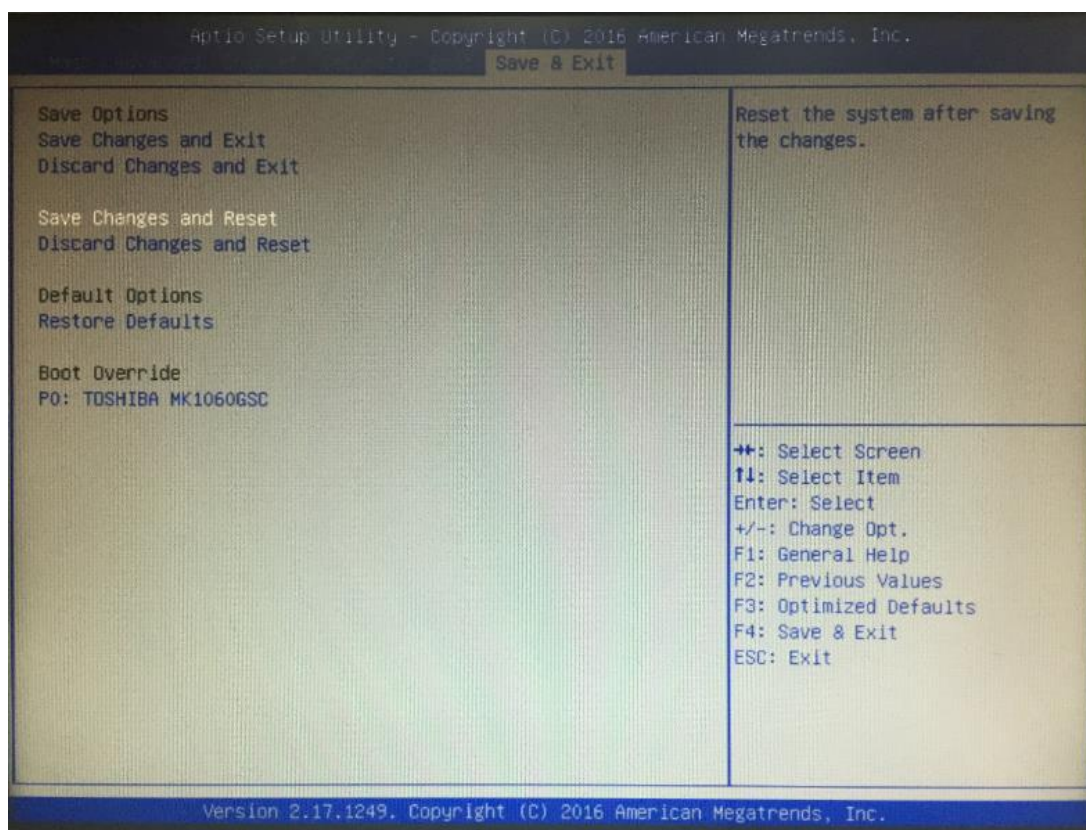 Aptio Setup Utility - Copyright (C) 2016 American Megatrends, Inc.
Save & Exit
Save Options
Save Changes and Exit
Discard Changes and Exit
Save Changes and Reset
Discard Changes and Reset
Default Options
Restore Defaults
Boot Override
P0: TOSHIBA MK1060GSC
Reset the system after saving
the changes.
→←: Select Screen
↑↓: Select Item
Enter: Select
+/-: Change Opt.
F1: General Help
F2: Previous Values
F3: Optimized Defaults
F4: Save & Exit
ESC: Exit
Version 2.17.1249. Copyright (C) 2016 American Megatrends, Inc.